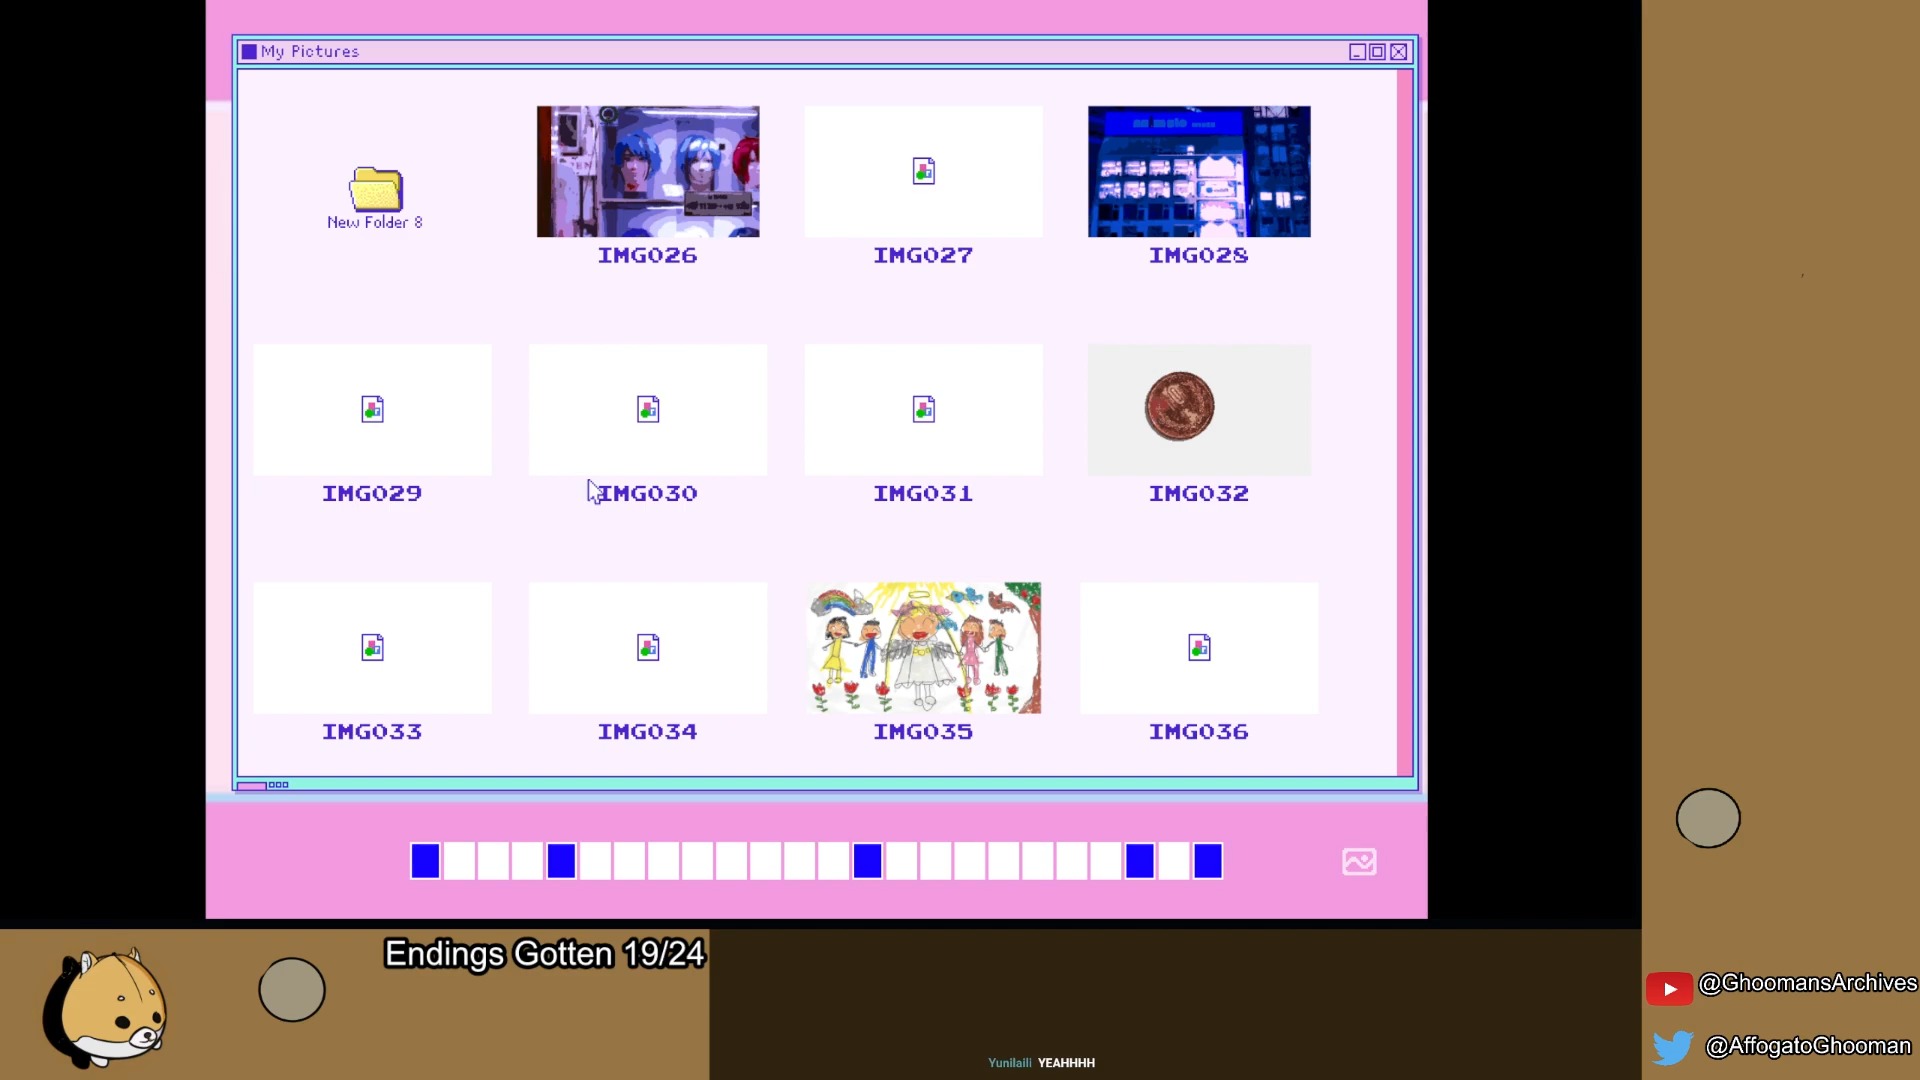 My Pictures
New Folder 8
IMG026
IMG027
IMG028
IMG029
IMG030
IMG031
IMG032
IMG033
IMG034
IMG035
IMG036
Endings Gotten 19/24
@GhoomansArchives
@AffogatoGhooman
Yunilaili YEAHHHH